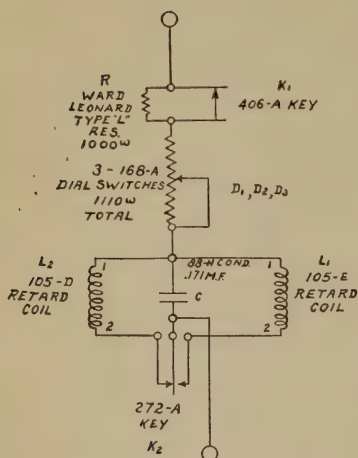 R
WARD
LEONARD
TYPE "L"
RES.
1000ω
K1
406-A KEY
3-168-A
DIAL SWITCHES
1110ω
TOTAL
D1, D2, D3
L2
105-D
RETARD
COIL
1
2
88-H COND.
.171 M.F.
C
1
2
L1
105-E
RETARD
COIL
272-A
KEY
K2